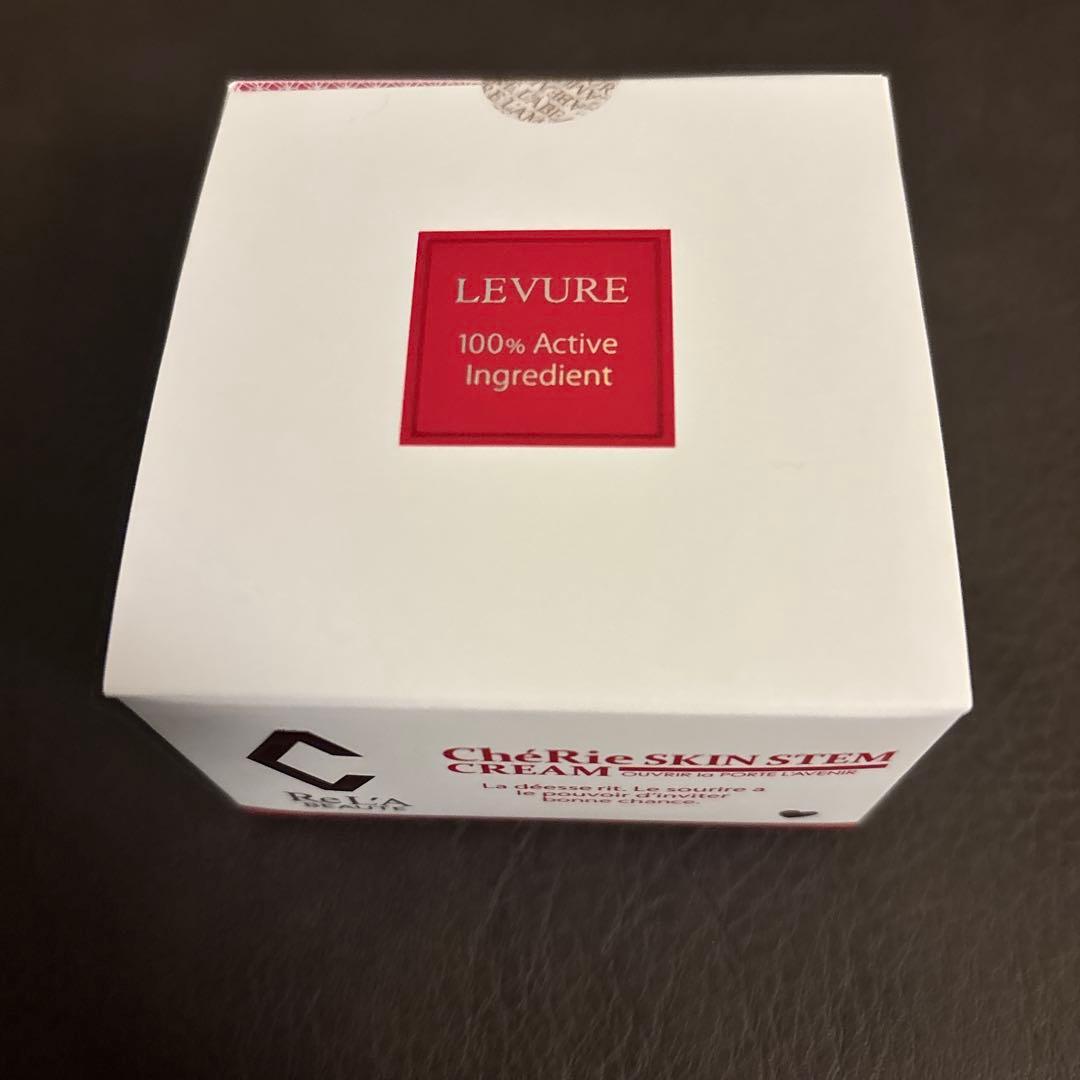 LEVURE
100% Active
Ingredient
ChéRie SKIN STEM
CREAM OUVRIR la PORTE L'AVENIR
La déesse rit. Le sourire a
le pouvoir d'inviter
bonne chance.
ReL'A
BEAUTE